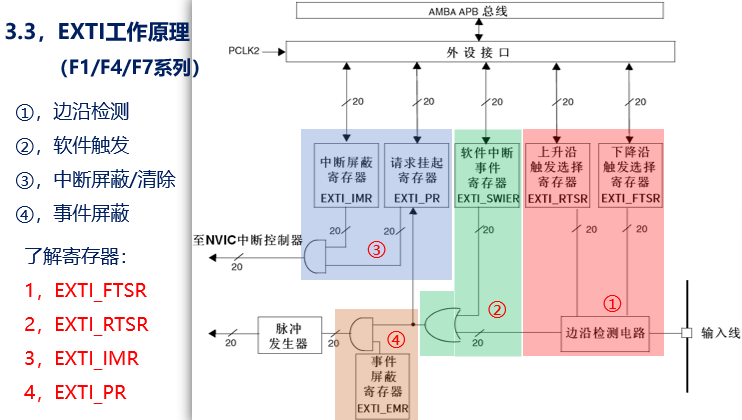 3.3，EXTI工作原理
（F1/F4/F7系列）
①，边沿检测
②，软件触发
③，中断屏蔽/清除
④，事件屏蔽
了解寄存器：
1，EXTI_FTSR
2，EXTI_RTSR
3，EXTI_IMR
4，EXTI_PR
AMBA APB 总线
PCLK2
外设接口
20
20
20
20
20
中断屏蔽
寄存器
EXTI_IMR
请求挂起
寄存器
EXTI_PR
软件中断
事件
寄存器
EXTI_SWIER
上升沿
触发选择
寄存器
EXTI_RTSR
下降沿
触发选择
寄存器
EXTI_FTSR
20
20
20
20
20
至NVIC中断控制器
20
③
②
①
脉冲
发生器
20
20
④
20
边沿检测电路
输入线
事件
屏蔽
寄存器
EXTI_EMR